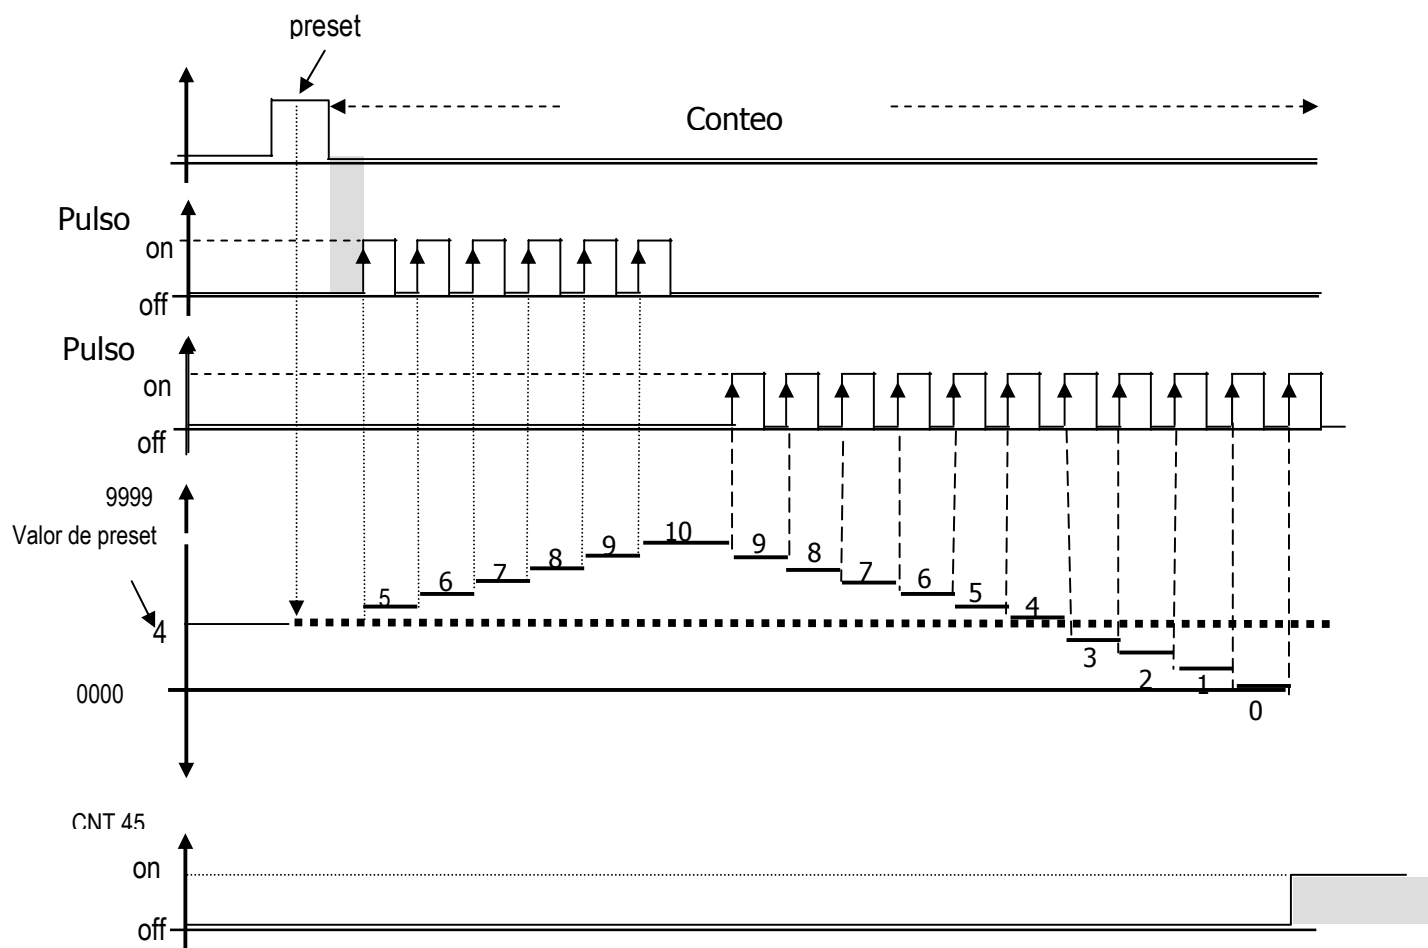 preset
Conteo
Pulso
on
off
Pulso
on
off
9999
Valor de preset
10
9 9
8 8
7 7
6 6
5 5 4
4
3
2 1
0000
0
CNT 45
on
off